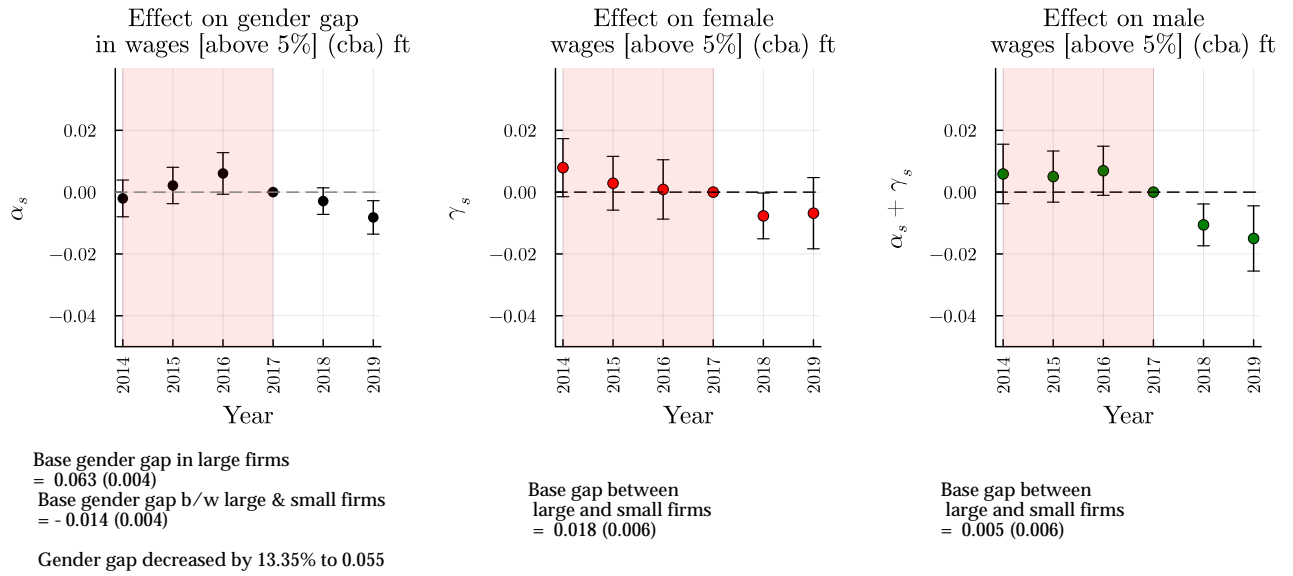 Effect on gender gap
in wages [above 5%] (cba) ft
0.02
0.00
−0.02
−0.04
α_s
2014
2015
2016
2017
2018
2019
Year
Base gender gap in large firms
= 0.063 (0.004)
Base gender gap b/w large & small firms
= - 0.014 (0.004)
Gender gap decreased by 13.35% to 0.055
Effect on female
wages [above 5%] (cba) ft
0.02
0.00
−0.02
−0.04
γ_s
2014
2015
2016
2017
2018
2019
Year
Base gap between
large and small firms
= 0.018 (0.006)
Effect on male
wages [above 5%] (cba) ft
0.02
0.00
−0.02
−0.04
α_s + γ_s
2014
2015
2016
2017
2018
2019
Year
Base gap between
large and small firms
= 0.005 (0.006)